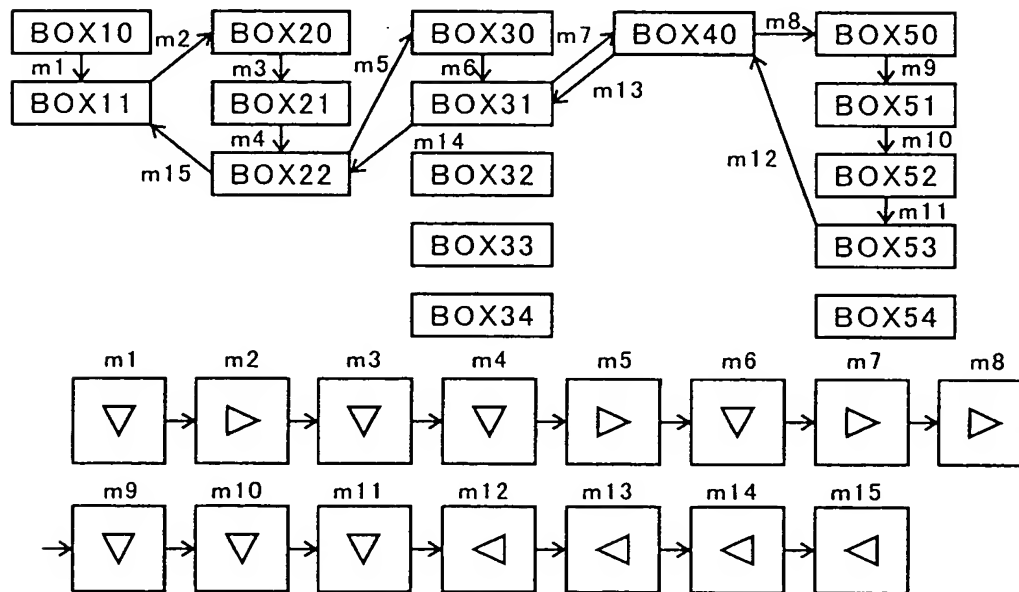 BOX10 m2 BOX20 BOX30 m7 BOX40 m8 BOX50
m1 m3 m5 m6 m9
BOX11 BOX21 BOX31 m13 BOX51
m4 m14 m10
m15 BOX22 BOX32 m12 BOX52
m11
BOX33 BOX53
BOX34 BOX54
m1 m2 m3 m4 m5 m6 m7 m8
m9 m10 m11 m12 m13 m14 m15